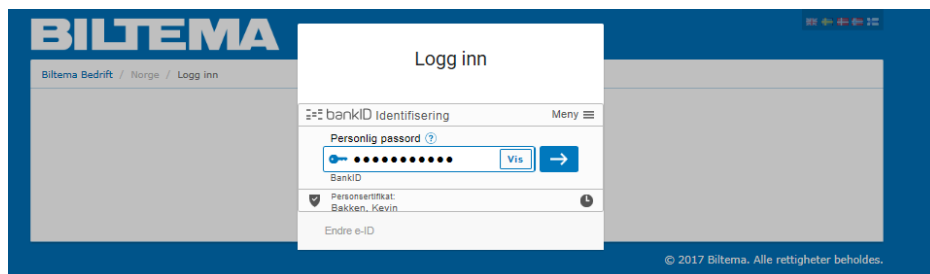 BILTEMA
Logg inn
Biltema Bedrift / Norge / Logg inn
bankID Identifisering
Meny
Personlig passord ?
Vis
BankID
Personsertifikat:
Bakken, Kevin
Endre e-ID
© 2017 Biltema. Alle rettigheter beholdes.